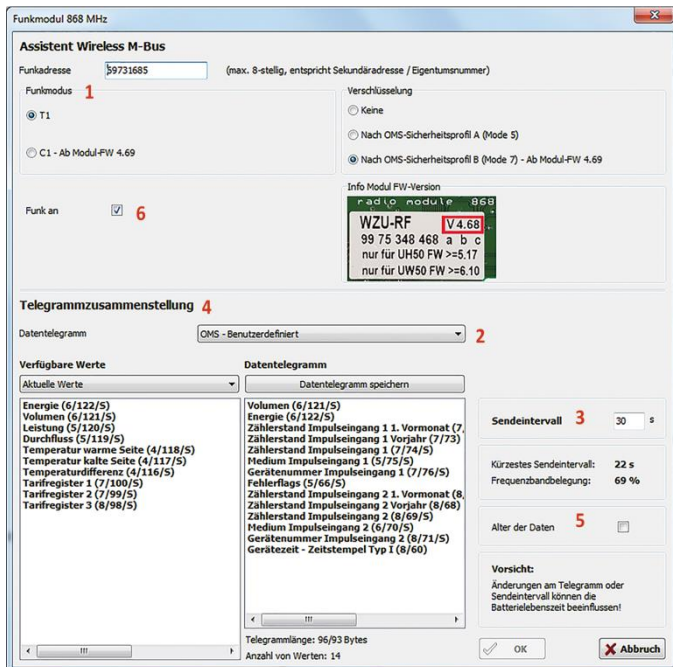 Funkmodul 868 MHz
Assistent Wireless M-Bus
Funkadresse 59731685 (max. 8-stellig, entspricht Sekundäradresse / Eigentumsnummer)
Funkmodus 1
T1
C1 - Ab Modul-FW 4.69
Verschlüsselung
Keine
Nach OMS-Sicherheitsprofil A (Mode 5)
Nach OMS-Sicherheitsprofil B (Mode 7) - Ab Modul-FW 4.69
Funk an 6
Info Modul FW-Version
radio module 868
WZU-RF V 4.68
99 75 348 468 a b c
nur für UH50 FW >=5.17
nur für UW50 FW >=6.10
Telegrammzusammenstellung 4
Datentelegramm OMS - Benutzerdefiniert 2
Verfügbare Werte
Aktuelle Werte
Energie (6/122/S)
Volumen (6/121/S)
Leistung (5/120/S)
Durchfluss (5/119/S)
Temperatur warme Seite (4/118/S)
Temperatur kalte Seite (4/117/S)
Temperaturdifferenz (4/116/S)
Tarifregister 1 (7/100/S)
Tarifregister 2 (7/99/S)
Tarifregister 3 (8/98/S)
Datentelegramm
Datentelegramm speichern
Volumen (6/121/S)
Energie (6/122/S)
Zählerstand Impulseingang 1 1. Vormonat (7,
Zählerstand Impulseingang 1 Vorjahr (7/73)
Zählerstand Impulseingang 1 (7/74/S)
Medium Impulseingang 1 (5/75/S)
Gerätenummer Impulseingang 1 (7/76/S)
Fehlerflags (5/66/S)
Zählerstand Impulseingang 2 1. Vormonat (8,
Zählerstand Impulseingang 2 Vorjahr (8/68)
Zählerstand Impulseingang 2 (8/69/S)
Medium Impulseingang 2 (6/70/S)
Gerätenummer Impulseingang 2 (8/71/S)
Gerätezeit - Zeitstempel Typ I (8/60)
Telegrammlänge: 96/93 Bytes
Anzahl von Werten: 14
Sendeintervall 3 30 s
Kürzestes Sendeintervall: 22 s
Frequenzbandbelegung: 69 %
Alter der Daten 5
Vorsicht:
Änderungen am Telegramm oder
Sendeintervall können die
Batterielebenszeit beeinflussen!
OK
Abbruch